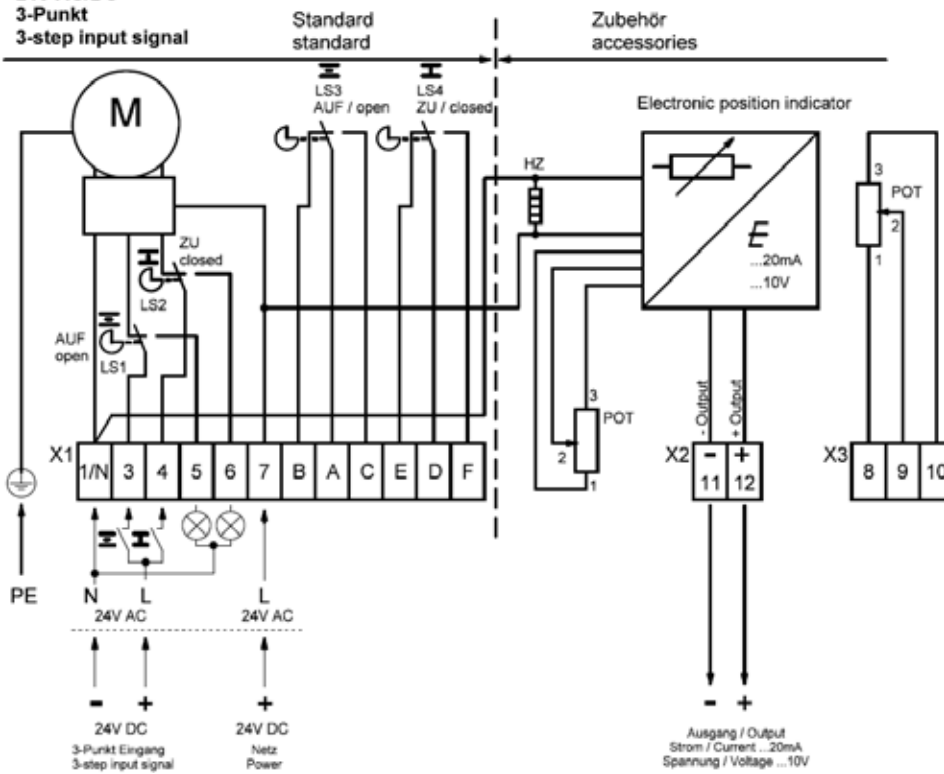 3-Punkt
3-step input signal
Standard
standard
Zubehör
accessories
M
LS3
AUF / open
LS4
ZU / closed
Electronic position indicator
HZ
E
...20mA
...10V
3
POT
2
1
ZU
closed
LS2
AUF
open
LS1
3
POT
2
1
- Output
+ Output
X1
1/N 3 4 5 6 7 B A C E D F
X2
- +
11 12
X3
8 9 10
PE
N L
24V AC
L
24V AC
- +
24V DC
3-Punkt Eingang
3-step input signal
+
24V DC
Netz
Power
- +
Ausgang / Output
Strom / Current ...20mA
Spannung / Voltage ...10V